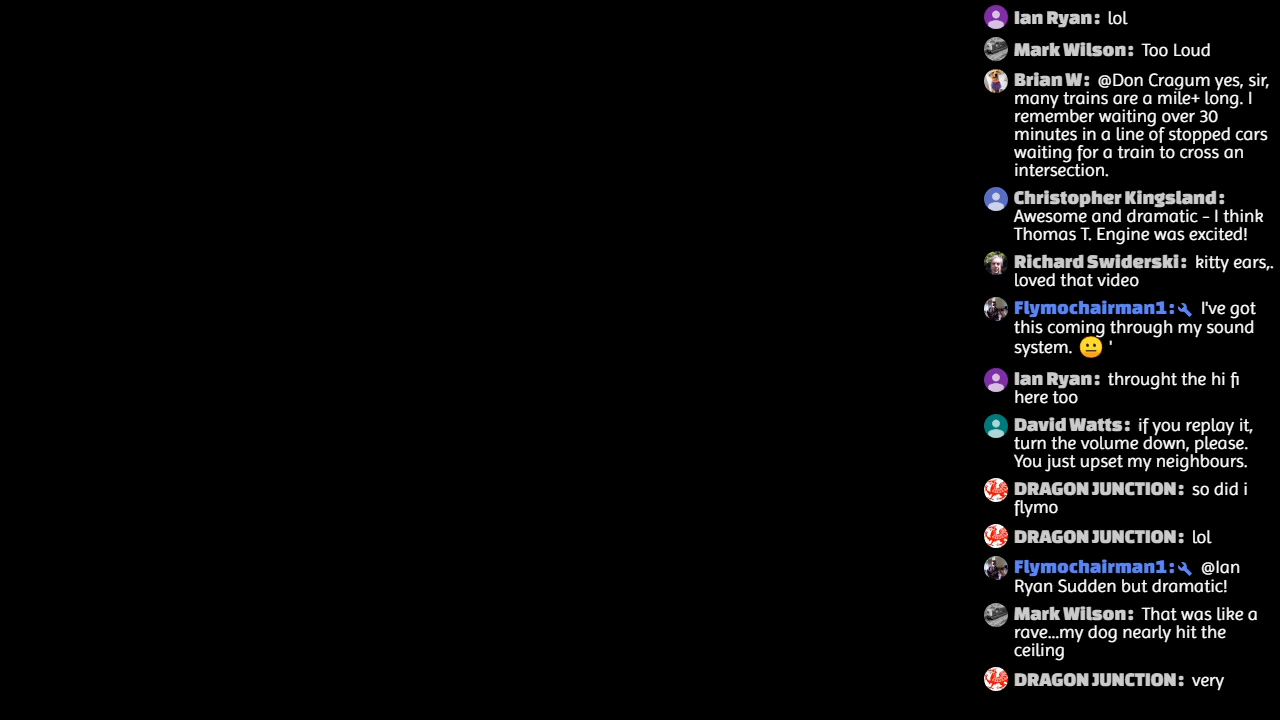 Ian Ryan: lol
Mark Wilson: Too Loud
Brian W: @Don Cragum yes, sir,
many trains are a mile+ long. I
remember waiting over 30
minutes in a line of stopped cars
waiting for a train to cross an
intersection.
Christopher Kingsland:
Awesome and dramatic - I think
Thomas T. Engine was excited!
Richard Swiderski: kitty ears,.
loved that video
Flymochairman1: I've got
this coming through my sound
system. 😐 '
Ian Ryan: throught the hi fi
here too
David Watts: if you replay it,
turn the volume down, please.
You just upset my neighbours.
DRAGON JUNCTION: so did i
flymo
DRAGON JUNCTION: lol
Flymochairman1: @Ian
Ryan Sudden but dramatic!
Mark Wilson: That was like a
rave...my dog nearly hit the
ceiling
DRAGON JUNCTION: very